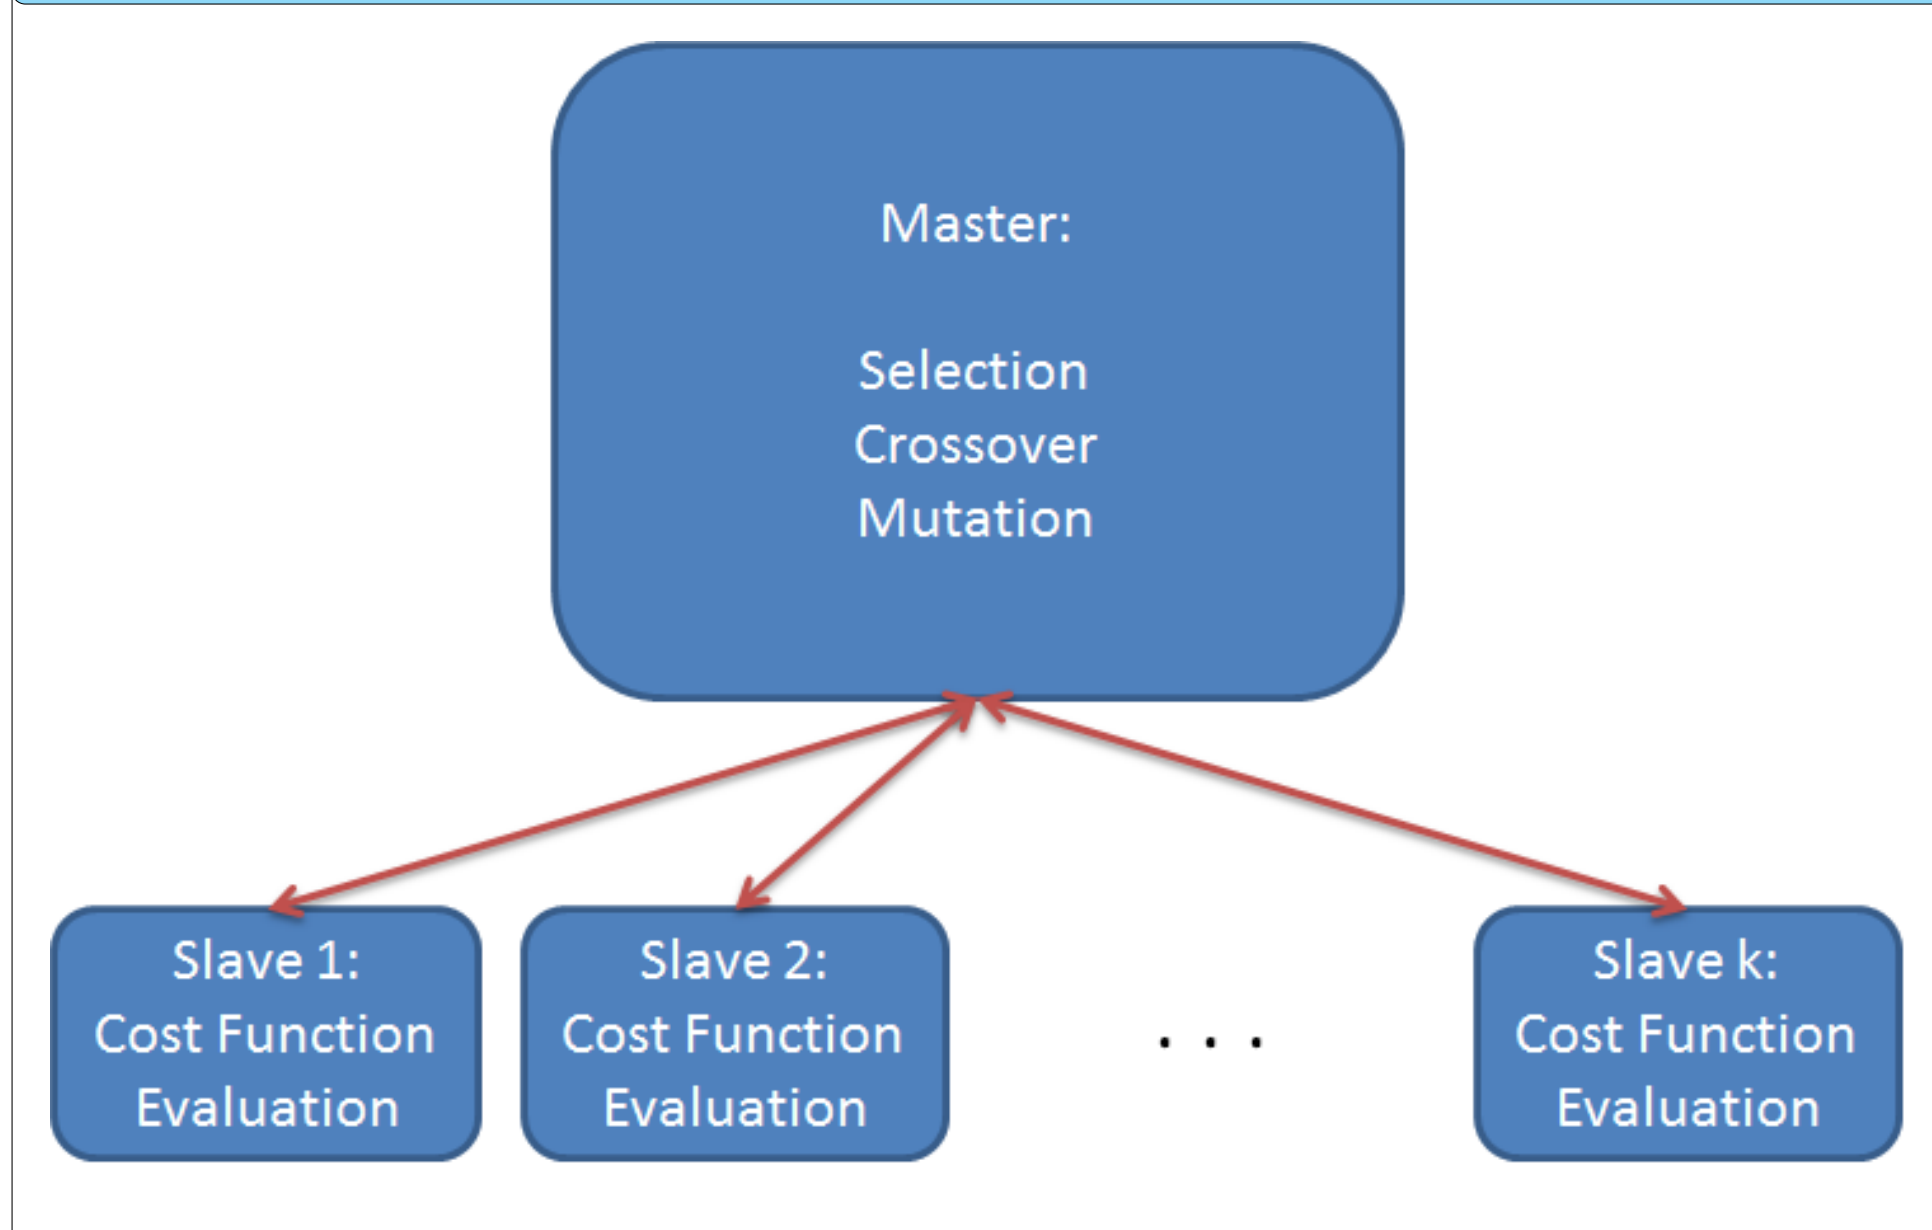 Master:
Selection
Crossover
Mutation
Slave 1:
Cost Function
Evaluation
Slave 2:
Cost Function
Evaluation
. . .
Slave k:
Cost Function
Evaluation